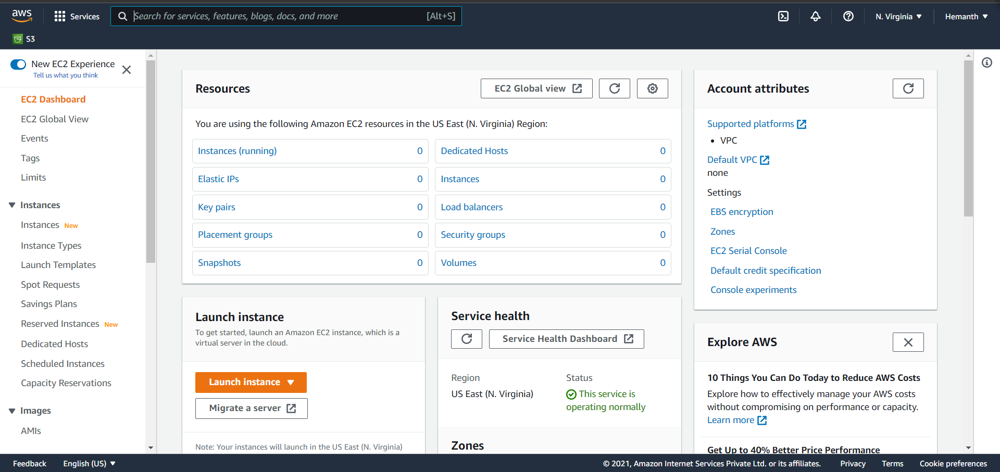 aws
Services
Search for services, features, blogs, docs, and more
[Alt+S]
N. Virginia
Hemanth
S3
New EC2 Experience
Tell us what you think
EC2 Dashboard
EC2 Global View
Events
Tags
Limits
Instances
Instances New
Instance Types
Launch Templates
Spot Requests
Savings Plans
Reserved Instances New
Dedicated Hosts
Scheduled Instances
Capacity Reservations
Images
AMIs
Resources
EC2 Global view
You are using the following Amazon EC2 resources in the US East (N. Virginia) Region:
Instances (running) 0
Dedicated Hosts 0
Elastic IPs 0
Instances 0
Key pairs 0
Load balancers 0
Placement groups 0
Security groups 0
Snapshots 0
Volumes 0
Launch instance
To get started, launch an Amazon EC2 instance, which is a
virtual server in the cloud.
Launch instance
Migrate a server
Note: Your instances will launch in the US East (N. Virginia)
Service health
Service Health Dashboard
Region
US East (N. Virginia)
Status
This service is
operating normally
Zones
Account attributes
Supported platforms
• VPC
Default VPC
none
Settings
EBS encryption
Zones
EC2 Serial Console
Default credit specification
Console experiments
Explore AWS
10 Things You Can Do Today to Reduce AWS Costs
Explore how to effectively manage your AWS costs
without compromising on performance or capacity.
Learn more
Get Up to 40% Better Price Performance
Feedback
English (US)
© 2021, Amazon Internet Services Private Ltd. or its affiliates.
Privacy
Terms
Cookie preferences